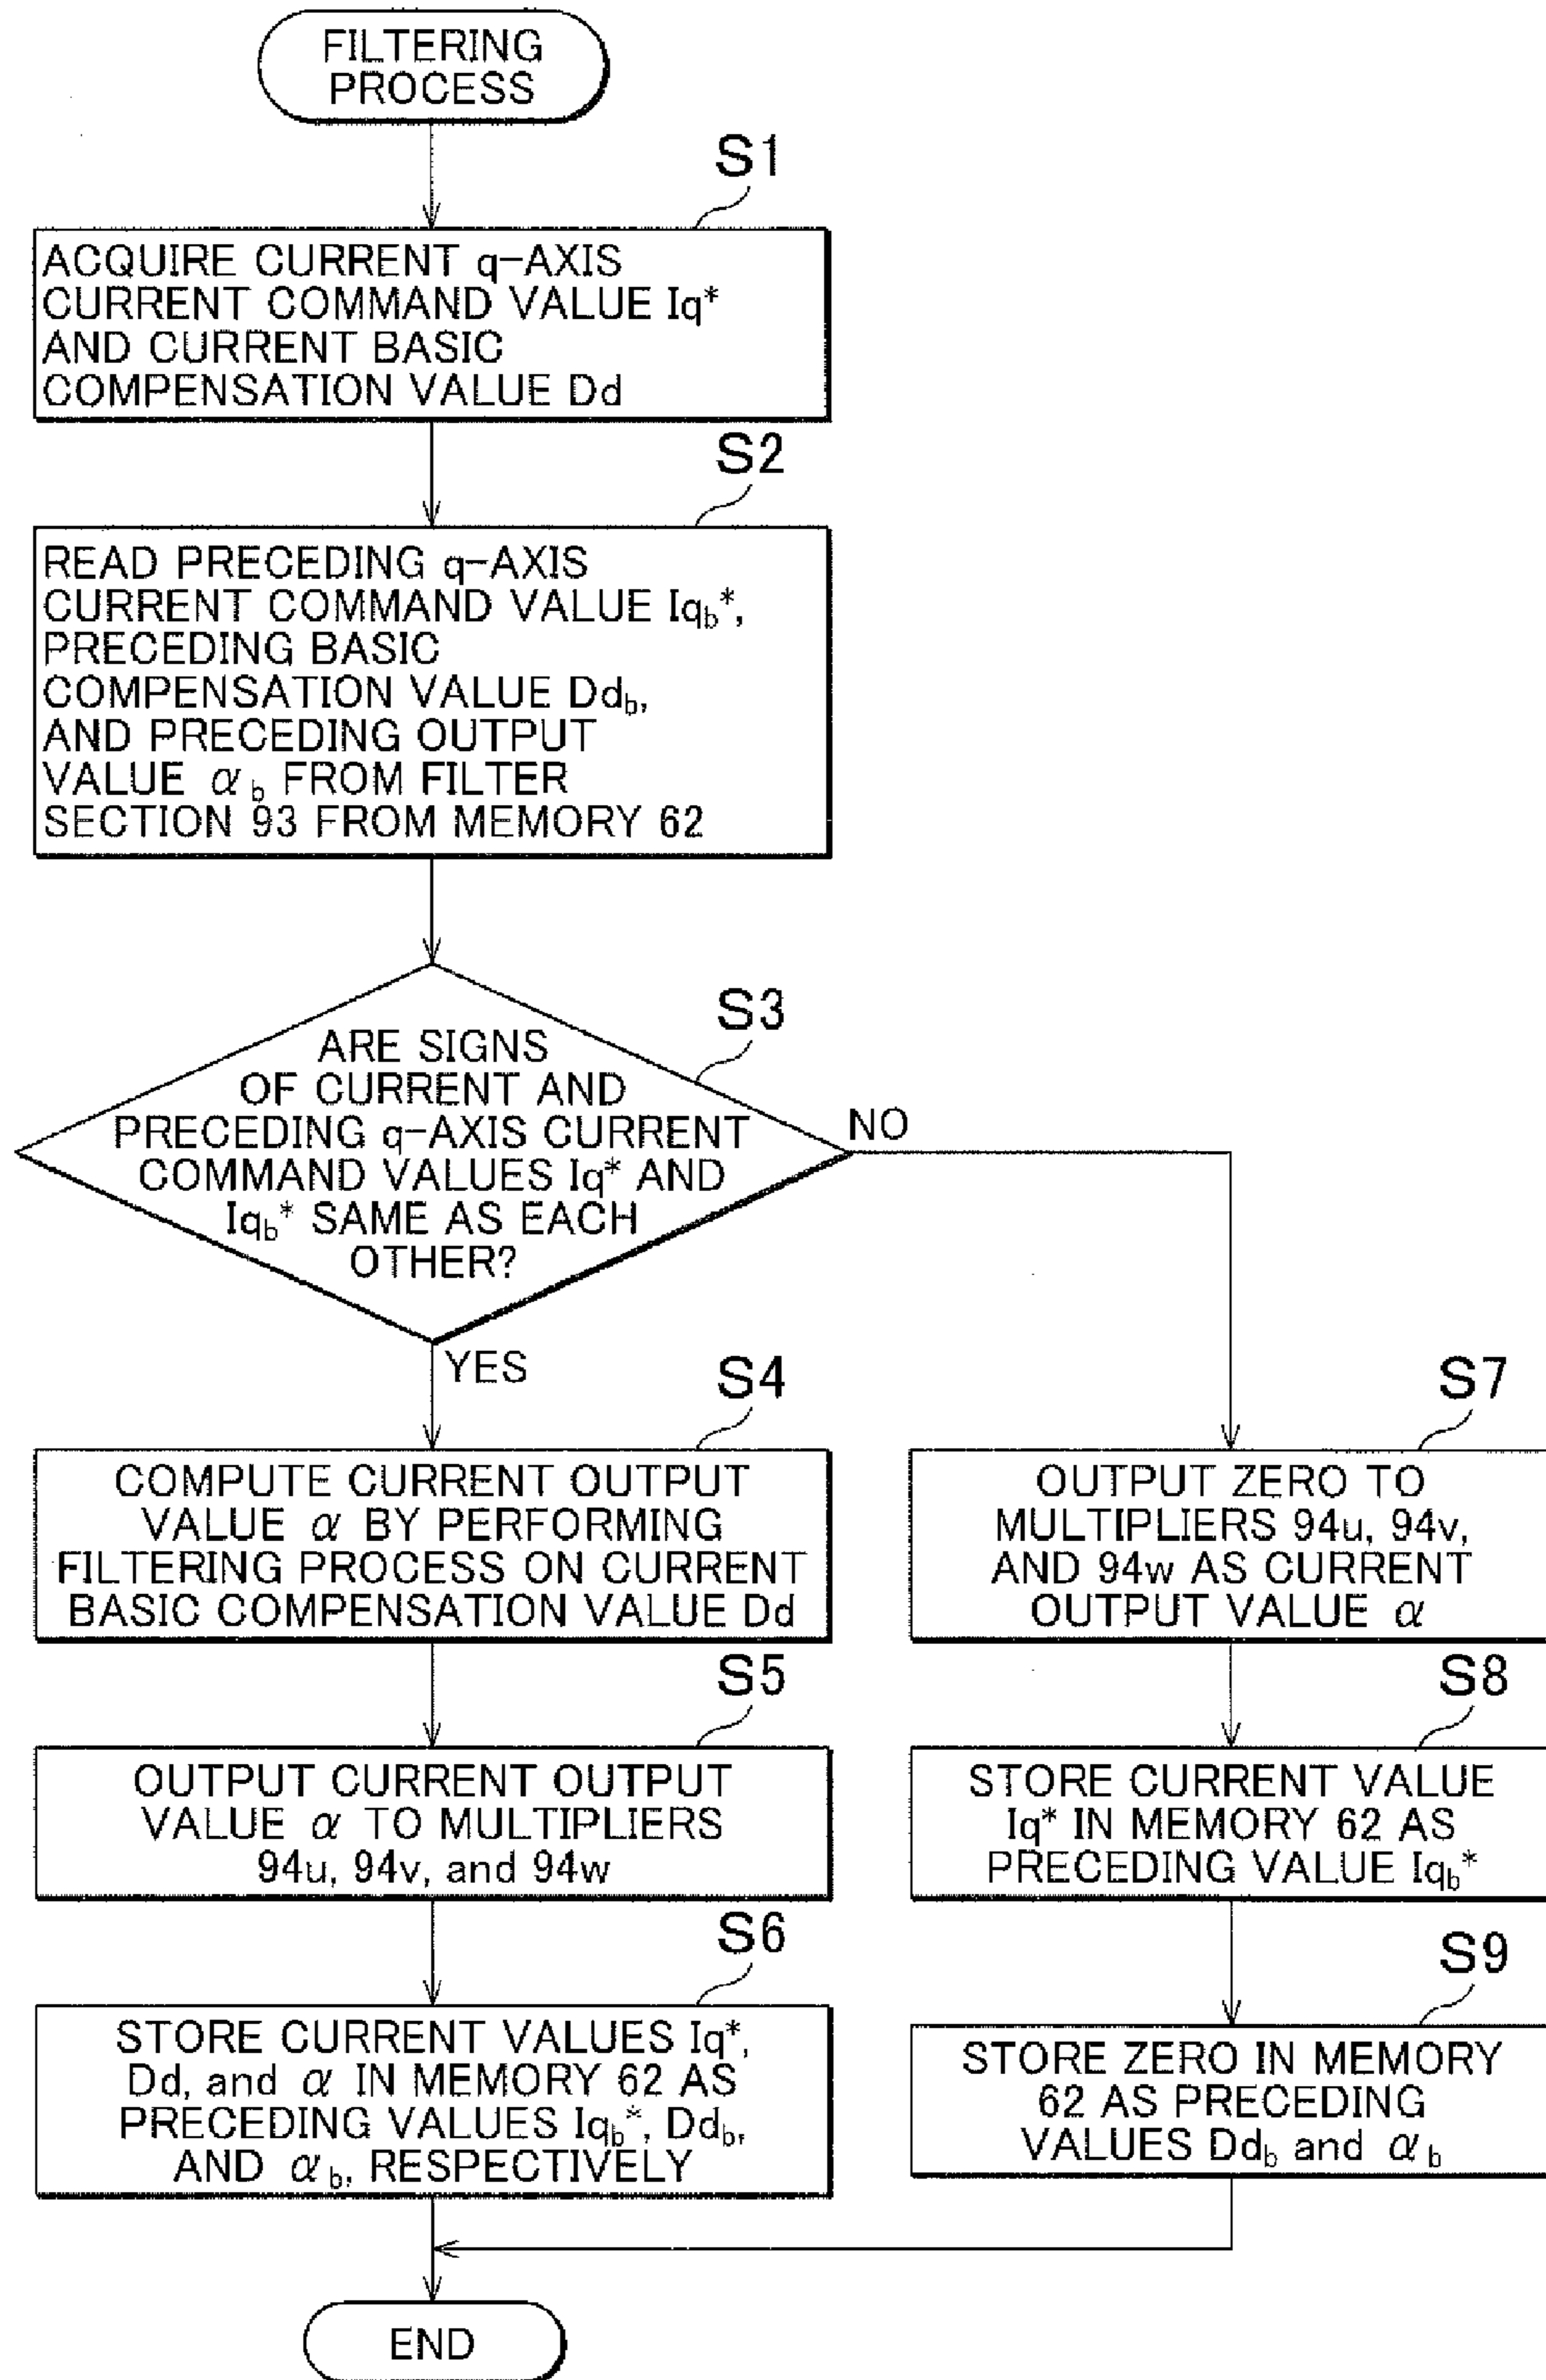 FILTERING
PROCESS
S1
ACQUIRE CURRENT q-AXIS
CURRENT COMMAND VALUE Iq*
AND CURRENT BASIC
COMPENSATION VALUE Dd
S2
READ PRECEDING q-AXIS
CURRENT COMMAND VALUE Iqb*,
PRECEDING BASIC
COMPENSATION VALUE Ddb,
AND PRECEDING OUTPUT
VALUE αb FROM FILTER
SECTION 93 FROM MEMORY 62
S3
ARE SIGNS
OF CURRENT AND
PRECEDING q-AXIS CURRENT
COMMAND VALUES Iq* AND
Iqb* SAME AS EACH
OTHER?
NO
YES
S4
COMPUTE CURRENT OUTPUT
VALUE α BY PERFORMING
FILTERING PROCESS ON CURRENT
BASIC COMPENSATION VALUE Dd
S5
OUTPUT CURRENT OUTPUT
VALUE α TO MULTIPLIERS
94u, 94v, and 94w
S6
STORE CURRENT VALUES Iq*,
Dd, and α IN MEMORY 62 AS
PRECEDING VALUES Iqb*, Ddb,
AND αb, RESPECTIVELY
S7
OUTPUT ZERO TO
MULTIPLIERS 94u, 94v,
AND 94w AS CURRENT
OUTPUT VALUE α
S8
STORE CURRENT VALUE
Iq* IN MEMORY 62 AS
PRECEDING VALUE Iqb*
S9
STORE ZERO IN MEMORY
62 AS PRECEDING
VALUES Ddb and αb
END